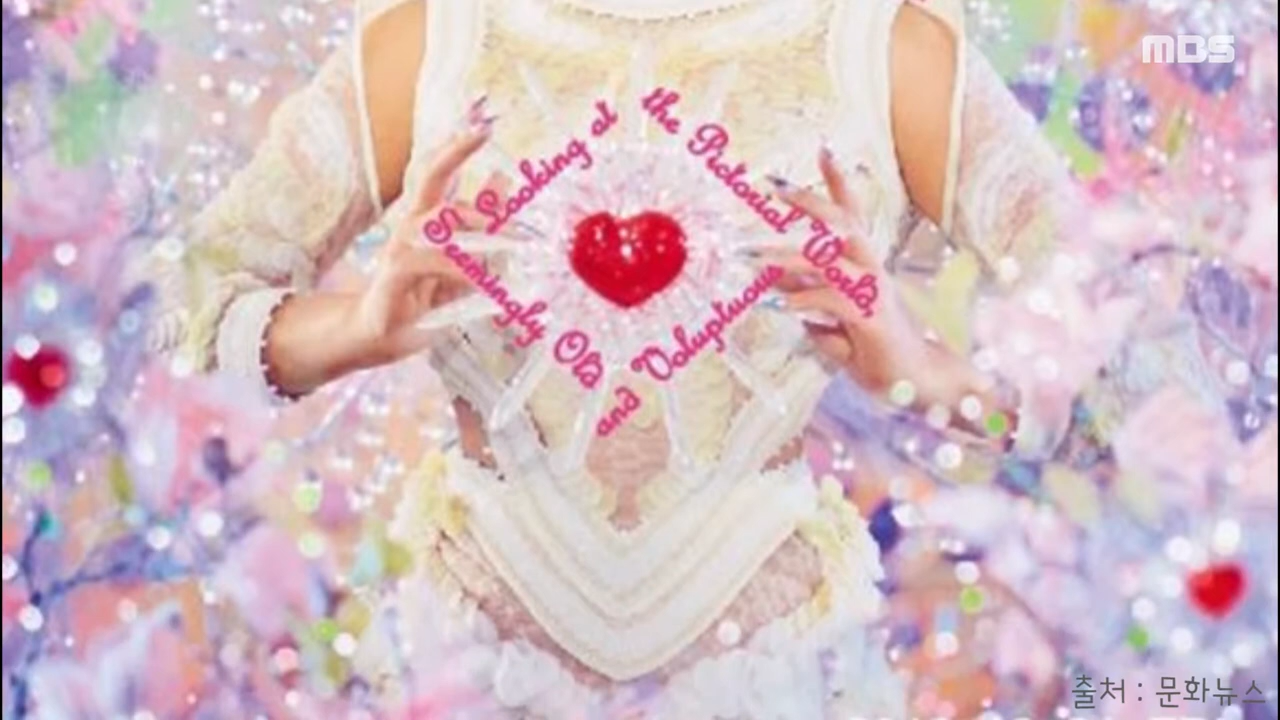 MBS
Looking at
the Pictorial World,
Seemingly Old
and Voluptuous
출처 : 문화뉴스